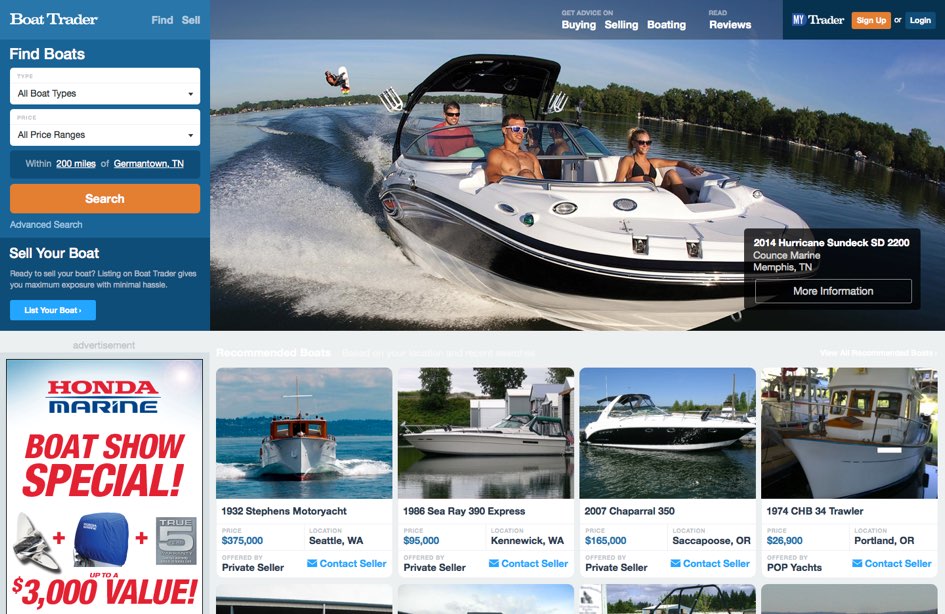 Boat Trader
Find Sell
GET ADVICE ON
Buying Selling Boating
READ
Reviews
MY Trader Sign Up or Login
Find Boats
TYPE
All Boat Types
PRICE
All Price Ranges
Within 200 miles of Germantown, TN
Search
Advanced Search
Sell Your Boat
Ready to sell your boat? Listing on Boat Trader gives
you maximum exposure with minimal hassle.
List Your Boat ›
2014 Hurricane Sundeck SD 2200
Counce Marine
Memphis, TN
More Information
advertisement
HONDA
MARINE
BOAT SHOW
SPECIAL!
HONDA
+ +
TRUE
5
UP TO A
$3,000 VALUE!
Recommended Boats Based on your location and recent searches
View All Recommended Boats ›
1932 Stephens Motoryacht
PRICE LOCATION
$375,000 Seattle, WA
OFFERED BY
Private Seller Contact Seller
1986 Sea Ray 390 Express
PRICE LOCATION
$95,000 Kennewick, WA
OFFERED BY
Private Seller Contact Seller
2007 Chaparral 350
PRICE LOCATION
$165,000 Saccapoose, OR
OFFERED BY
Private Seller Contact Seller
1974 CHB 34 Trawler
PRICE LOCATION
$26,900 Portland, OR
OFFERED BY
POP Yachts Contact Seller